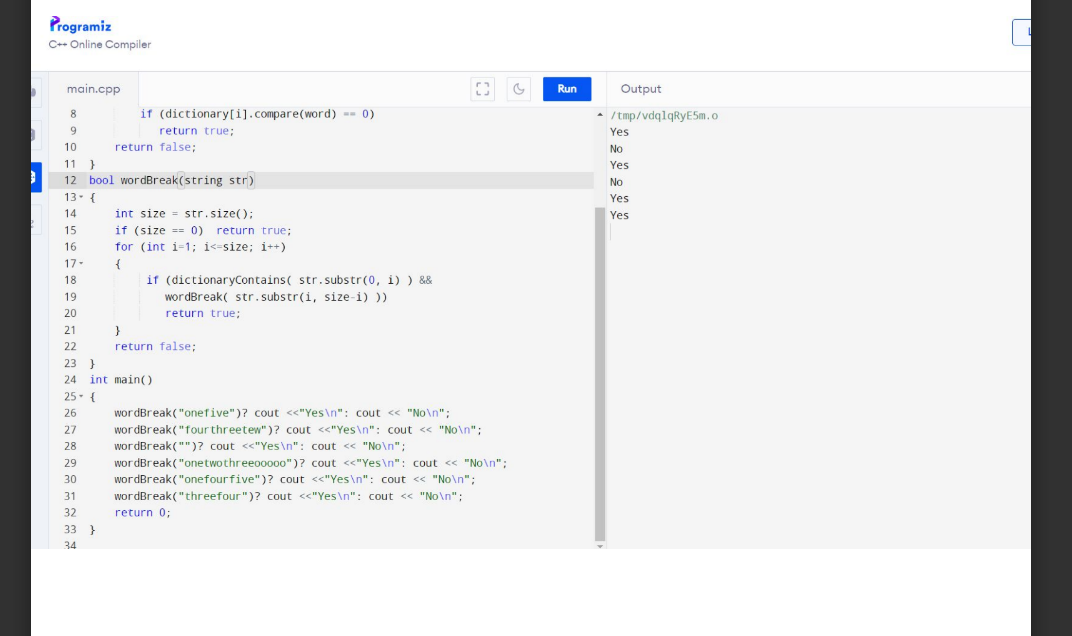 Programiz
C++ Online Compiler
main.cpp
Run
Output
8 if (dictionary[i].compare(word) == 0)
9 return true;
10 return false;
11 }
12 bool wordBreak(string str)
13 {
14 int size = str.size();
15 if (size == 0)  return true;
16 for (int i=1; i<=size; i++)
17 {
18 if (dictionaryContains( str.substr(0, i) ) &&
19 wordBreak( str.substr(i, size-i) ))
20 return true;
21 }
22 return false;
23 }
24 int main()
25 {
26 wordBreak("onefive")? cout <<"Yes\n": cout << "No\n";
27 wordBreak("fourthreetew")? cout <<"Yes\n": cout << "No\n";
28 wordBreak("")? cout <<"Yes\n": cout << "No\n";
29 wordBreak("onetwothreeooooo")? cout <<"Yes\n": cout << "No\n";
30 wordBreak("onefourfive")? cout <<"Yes\n": cout << "No\n";
31 wordBreak("threefour")? cout <<"Yes\n": cout << "No\n";
32 return 0;
33 }
34
/tmp/vdqlqRyE5m.o
Yes
No
Yes
No
Yes
Yes